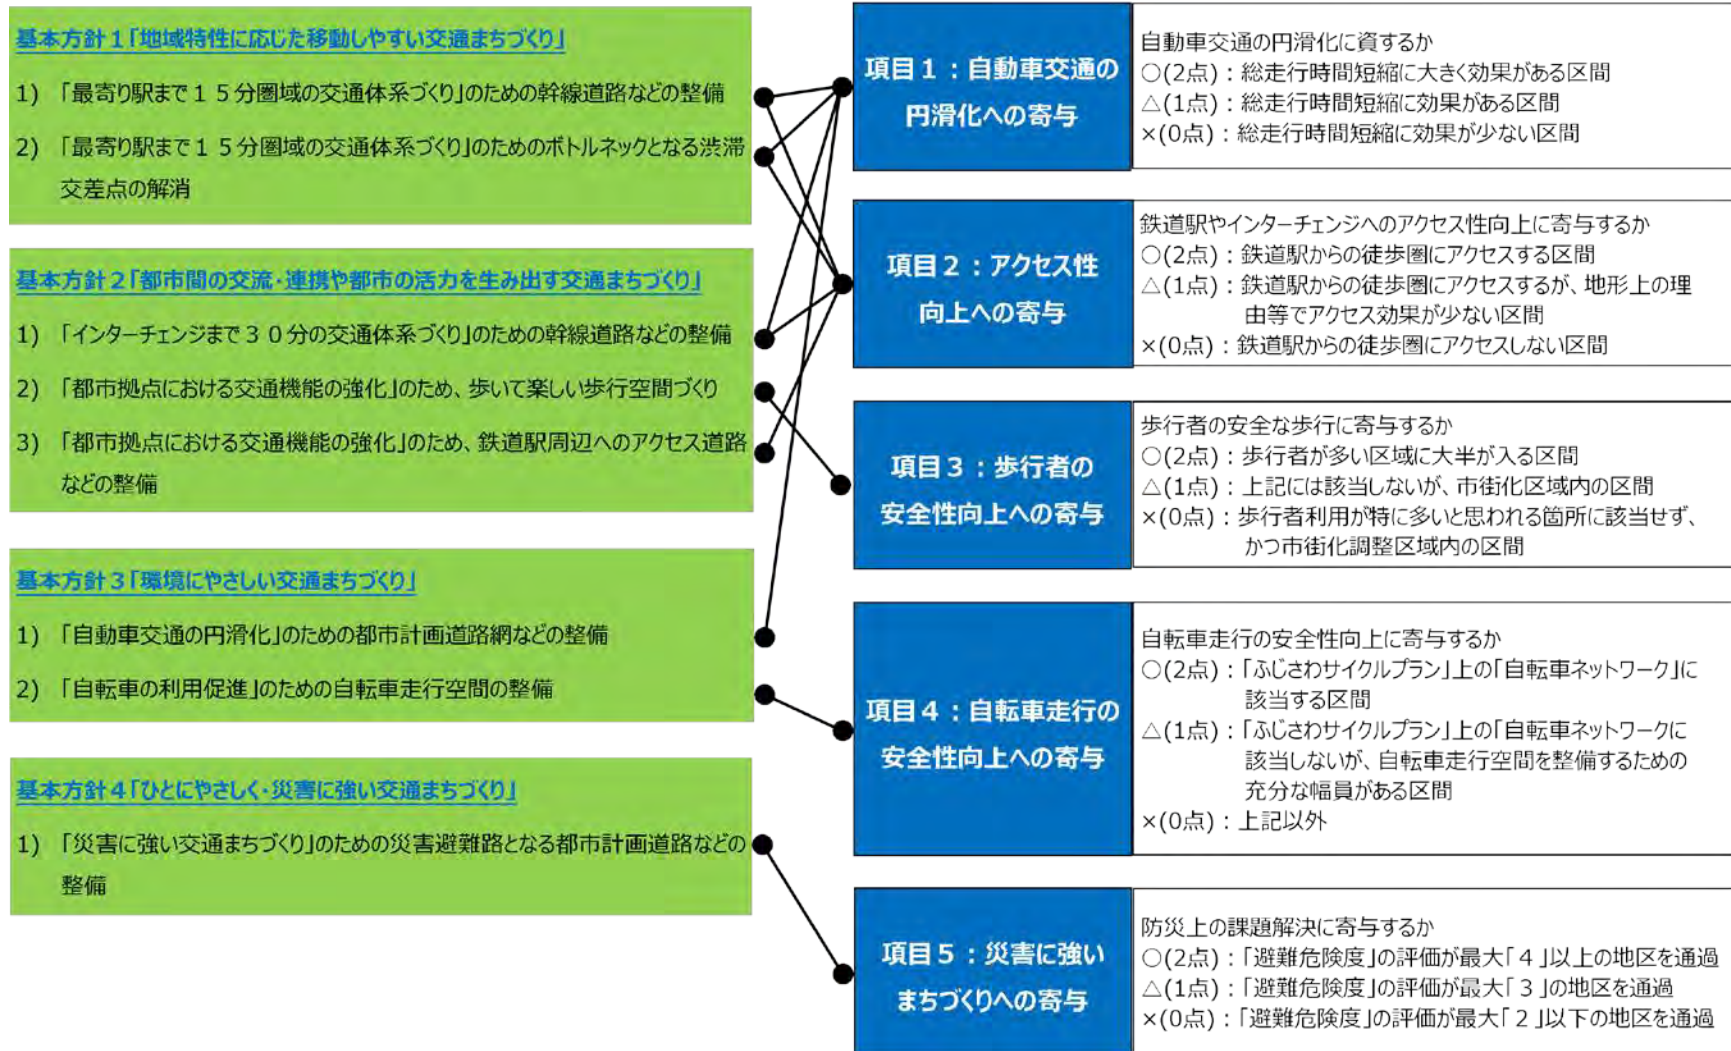 基本方針１「地域特性に応じた移動しやすい交通まちづくり」
1) 「最寄り駅まで１５分圏域の交通体系づくり」のための幹線道路などの整備
2) 「最寄り駅まで１５分圏域の交通体系づくり」のためのボトルネックとなる渋滞
交差点の解消
基本方針２「都市間の交流・連携や都市の活力を生み出す交通まちづくり」
1) 「インターチェンジまで３０分の交通体系づくり」のための幹線道路などの整備
2) 「都市拠点における交通機能の強化」のため、歩いて楽しい歩行空間づくり
3) 「都市拠点における交通機能の強化」のため、鉄道駅周辺へのアクセス道路
などの整備
基本方針３「環境にやさしい交通まちづくり」
1) 「自動車交通の円滑化」のための都市計画道路網などの整備
2) 「自転車の利用促進」のための自転車走行空間の整備
基本方針４「ひとにやさしく・災害に強い交通まちづくり」
1) 「災害に強い交通まちづくり」のための災害避難路となる都市計画道路などの
整備
項目１：自動車交通の
円滑化への寄与
自動車交通の円滑化に資するか
○(2点)：総走行時間短縮に大きく効果がある区間
△(1点)：総走行時間短縮に効果がある区間
×(0点)：総走行時間短縮に効果が少ない区間
項目２：アクセス性
向上への寄与
鉄道駅やインターチェンジへのアクセス性向上に寄与するか
○(2点)：鉄道駅からの徒歩圏にアクセスする区間
△(1点)：鉄道駅からの徒歩圏にアクセスするが、地形上の理
由等でアクセス効果が少ない区間
×(0点)：鉄道駅からの徒歩圏にアクセスしない区間
項目３：歩行者の
安全性向上への寄与
歩行者の安全な歩行に寄与するか
○(2点)：歩行者が多い区域に大半が入る区間
△(1点)：上記には該当しないが、市街化区域内の区間
×(0点)：歩行者利用が特に多いと思われる箇所に該当せず、
かつ市街化調整区域内の区間
項目４：自転車走行の
安全性向上への寄与
自転車走行の安全性向上に寄与するか
○(2点)：「ふじさわサイクルプラン」上の「自転車ネットワーク」に
該当する区間
△(1点)：「ふじさわサイクルプラン」上の「自転車ネットワークに
該当しないが、自転車走行空間を整備するための
充分な幅員がある区間
×(0点)：上記以外
項目５：災害に強い
まちづくりへの寄与
防災上の課題解決に寄与するか
○(2点)：「避難危険度」の評価が最大「４」以上の地区を通過
△(1点)：「避難危険度」の評価が最大「３」の地区を通過
×(0点)：「避難危険度」の評価が最大「２」以下の地区を通過